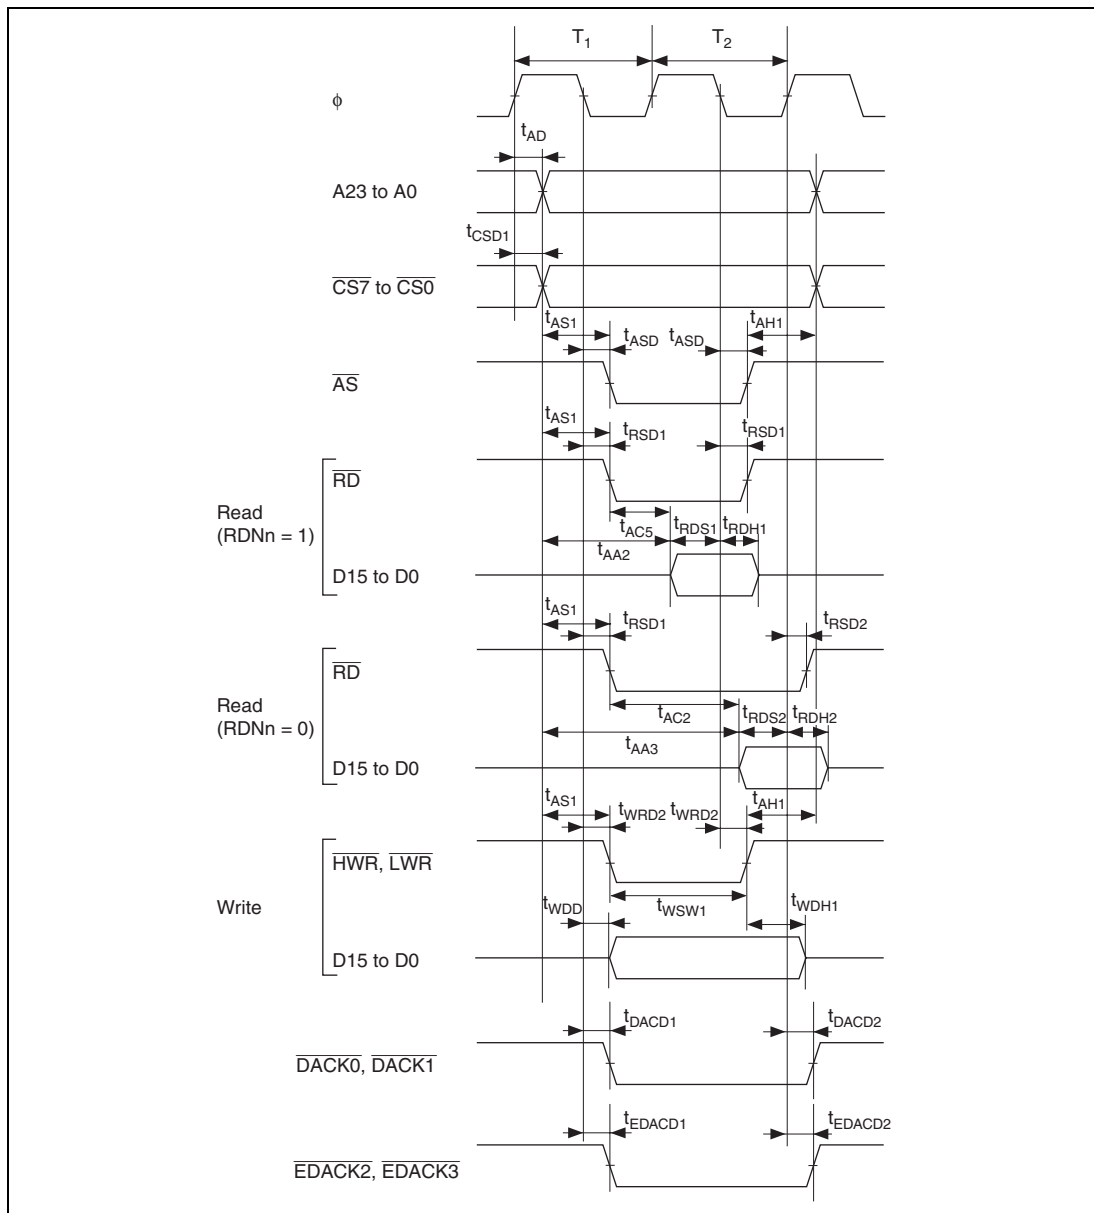 T1 T2
ϕ
tAD
A23 to A0
tCSD1
CS7 to CS0
tAS1 tASD tASD tAH1
AS
tAS1 tRSD1 tRSD1
RD
Read
(RDNn = 1)
tAC5 tRDS1 tRDH1
tAA2
D15 to D0
tAS1 tRSD1 tRSD2
RD
Read
(RDNn = 0)
tAC2 tRDS2 tRDH2
tAA3
D15 to D0
tAS1 tWRD2 tWRD2 tAH1
HWR, LWR
Write
tWDD tWSW1 tWDH1
D15 to D0
tDACD1 tDACD2
DACK0, DACK1
tEDACD1 tEDACD2
EDACK2, EDACK3